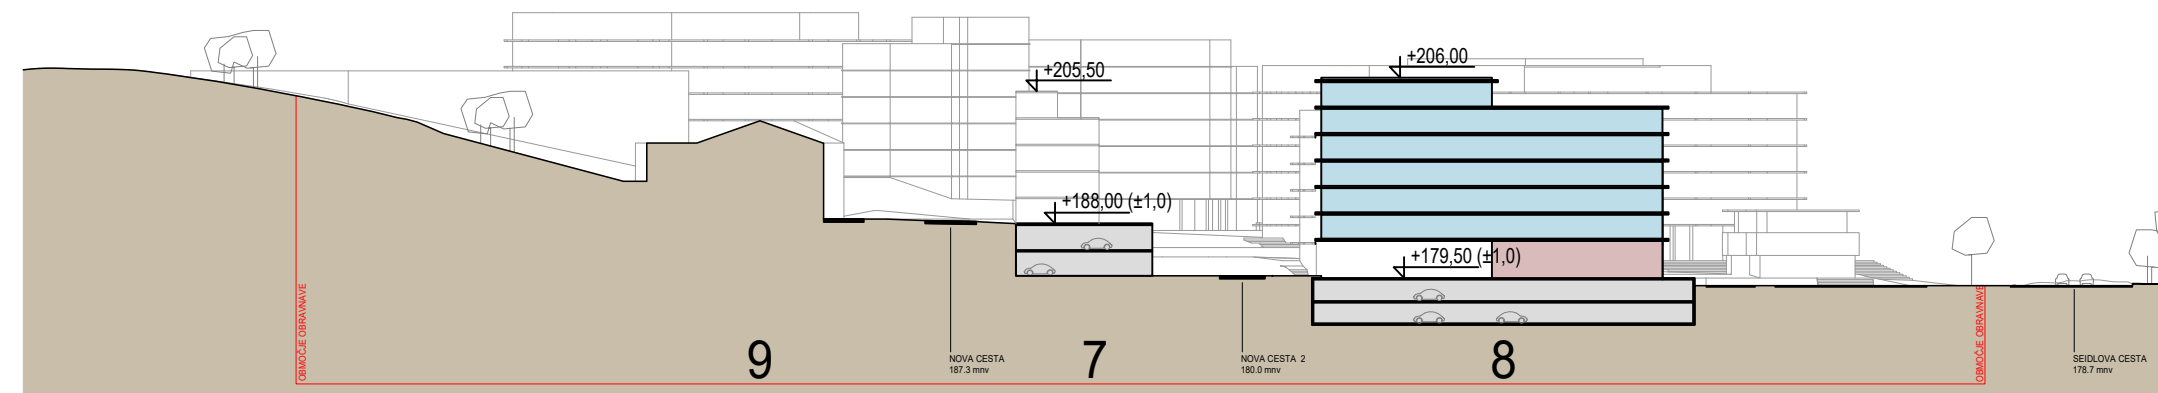 +205,50
+206,00
+188,00 (±1,0)
+179,50 (±1,0)
OBMOČJE OBRAVNAVE
9
NOVA CESTA
187.3 mnv
7
NOVA CESTA 2
180.0 mnv
8
OBMOČJE OBRAVNAVE
SEIDLOVA CESTA
178.7 mnv